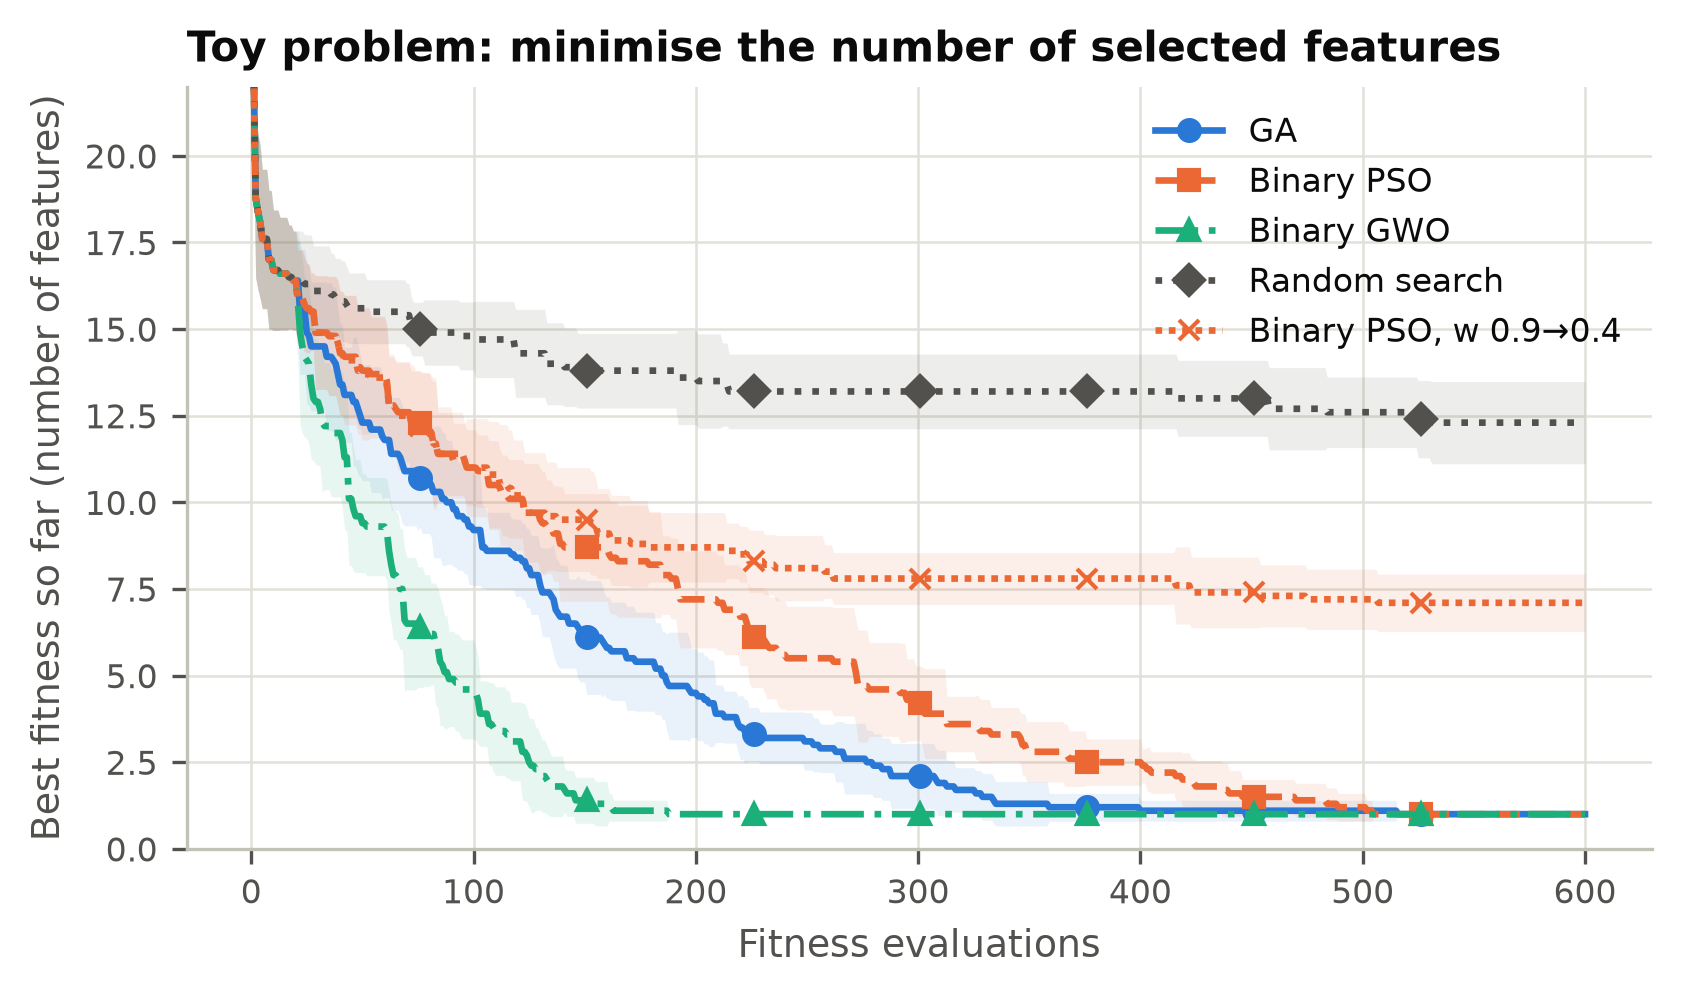 Toy problem: minimise the number of selected features
Best fitness so far (number of features)
20.0
17.5
15.0
12.5
10.0
7.5
5.0
2.5
0.0
GA
Binary PSO
Binary GWO
Random search
Binary PSO, w 0.9→0.4
0 100 200 300 400 500 600
Fitness evaluations